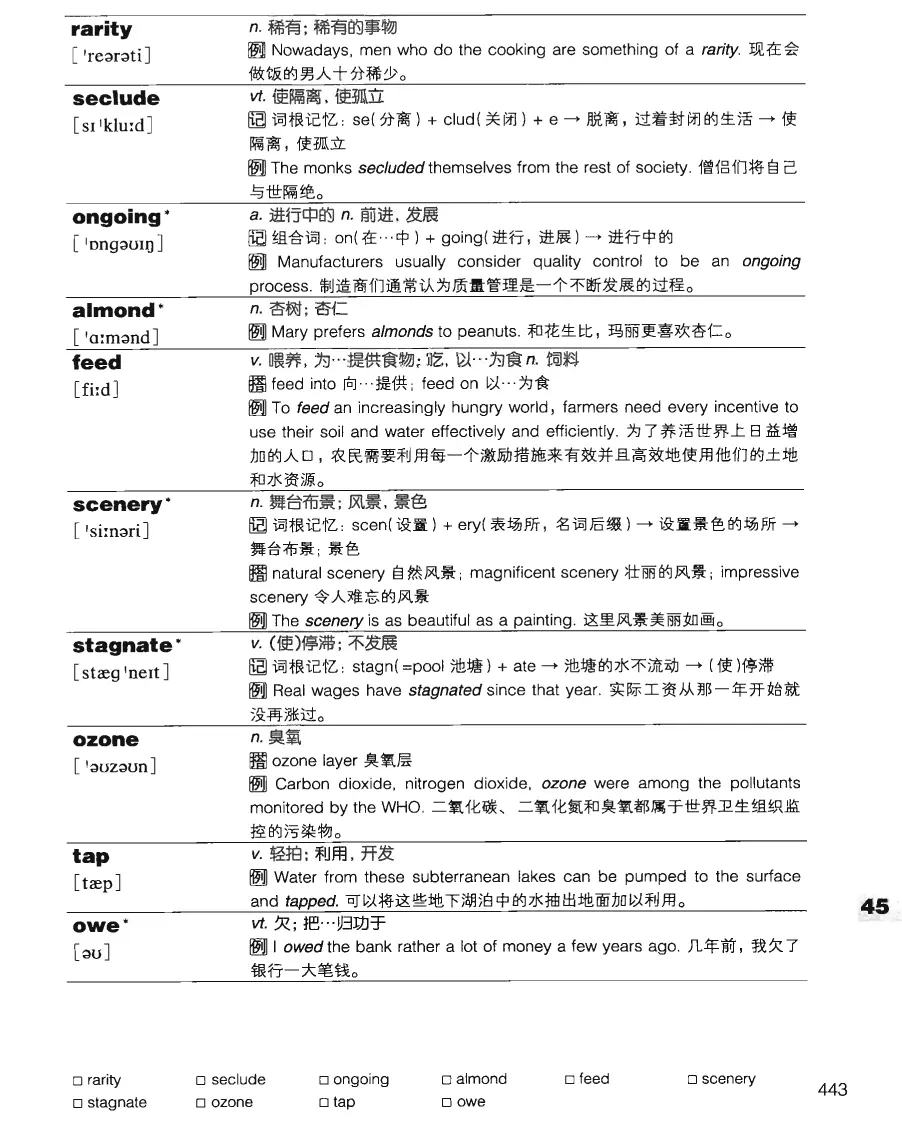 rarity n. 稀有; 稀有的事物
[ˈreərəti] 例 Nowadays, men who do the cooking are something of a rarity. 现在会
做饭的男人十分稀少。
seclude vt. 使隔离, 使孤立
[sɪˈkluːd] 记 词根记忆: se(分离) + clud(关闭) + e → 脱离, 过着封闭的生活 → 使
隔离, 使孤立
例 The monks secluded themselves from the rest of society. 僧侣们将自己
与世隔绝。
ongoing* a. 进行中的 n. 前进, 发展
[ˈɒnɡəʊɪŋ] 记 组合词: on(在…中) + going(进行, 进展) → 进行中的
例 Manufacturers usually consider quality control to be an ongoing
process. 制造商们通常认为质量管理是一个不断发展的过程。
almond* n. 杏树; 杏仁
[ˈɑːmənd] 例 Mary prefers almonds to peanuts. 和花生比, 玛丽更喜欢杏仁。
feed v. 喂养, 为…提供食物; 吃, 以…为食 n. 饲料
[fiːd] 搭 feed into 向…提供; feed on 以…为食
例 To feed an increasingly hungry world, farmers need every incentive to
use their soil and water effectively and efficiently. 为了养活世界上日益增
加的人口, 农民需要利用每一个激励措施来有效并且高效地使用他们的土地
和水资源。
scenery* n. 舞台布景; 风景, 景色
[ˈsiːnəri] 记 词根记忆: scen(设置) + ery(表场所, 名词后缀) → 设置景色的场所 →
舞台布景; 景色
搭 natural scenery 自然风景; magnificent scenery 壮丽的风景; impressive
scenery 令人难忘的风景
例 The scenery is as beautiful as a painting. 这里风景美丽如画。
stagnate* v. (使)停滞; 不发展
[stæɡˈneɪt] 记 词根记忆: stagn(=pool 池塘) + ate → 池塘的水不流动 → (使)停滞
例 Real wages have stagnated since that year. 实际工资从那一年开始就
没再涨过。
ozone n. 臭氧
[ˈəʊzəʊn] 搭 ozone layer 臭氧层
例 Carbon dioxide, nitrogen dioxide, ozone were among the pollutants
monitored by the WHO. 二氧化碳、二氧化氮和臭氧都属于世界卫生组织监
控的污染物。
tap v. 轻拍; 利用, 开发
[tæp] 例 Water from these subterranean lakes can be pumped to the surface
and tapped. 可以将这些地下湖泊中的水抽出地面加以利用。
45
owe* vt. 欠; 把…归功于
[əʊ] 例 I owed the bank rather a lot of money a few years ago. 几年前, 我欠了
银行一大笔钱。
□ rarity □ seclude □ ongoing □ almond □ feed □ scenery
□ stagnate □ ozone □ tap □ owe
443